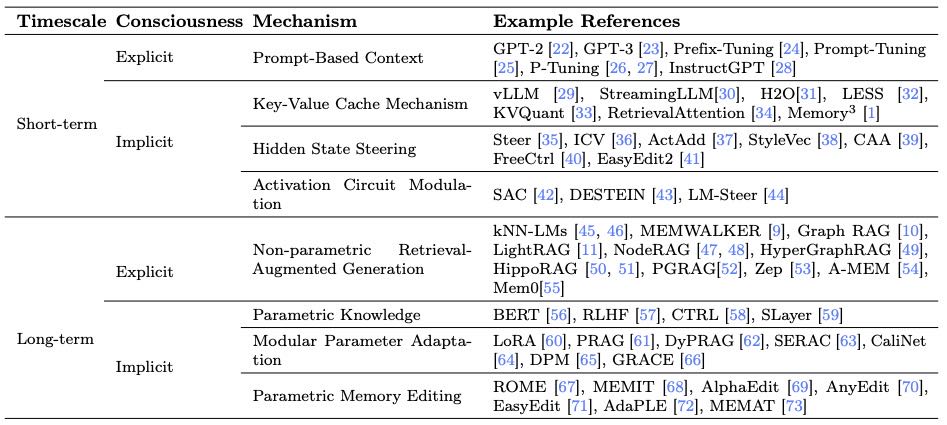 Timescale Consciousness Mechanism Example References
Short-term
Explicit
Prompt-Based Context
GPT-2 [22], GPT-3 [23], Prefix-Tuning [24], Prompt-Tuning
[25], P-Tuning [26, 27], InstructGPT [28]
Implicit
Key-Value Cache Mechanism
vLLM [29], StreamingLLM[30], H2O[31], LESS [32],
KVQuant [33], RetrievalAttention [34], Memory³ [1]
Hidden State Steering
Steer [35], ICV [36], ActAdd [37], StyleVec [38], CAA [39],
FreeCtrl [40], EasyEdit2 [41]
Activation Circuit Modula-
tion
SAC [42], DESTEIN [43], LM-Steer [44]
Long-term
Explicit
Non-parametric Retrieval-
Augmented Generation
kNN-LMs [45, 46], MEMWALKER [9], Graph RAG [10],
LightRAG [11], NodeRAG [47, 48], HyperGraphRAG [49],
HippoRAG [50, 51], PGRAG[52], Zep [53], A-MEM [54],
Mem0[55]
Implicit
Parametric Knowledge
BERT [56], RLHF [57], CTRL [58], SLayer [59]
Modular Parameter Adapta-
tion
LoRA [60], PRAG [61], DyPRAG [62], SERAC [63], CaliNet
[64], DPM [65], GRACE [66]
Parametric Memory Editing
ROME [67], MEMIT [68], AlphaEdit [69], AnyEdit [70],
EasyEdit [71], AdaPLE [72], MEMAT [73]